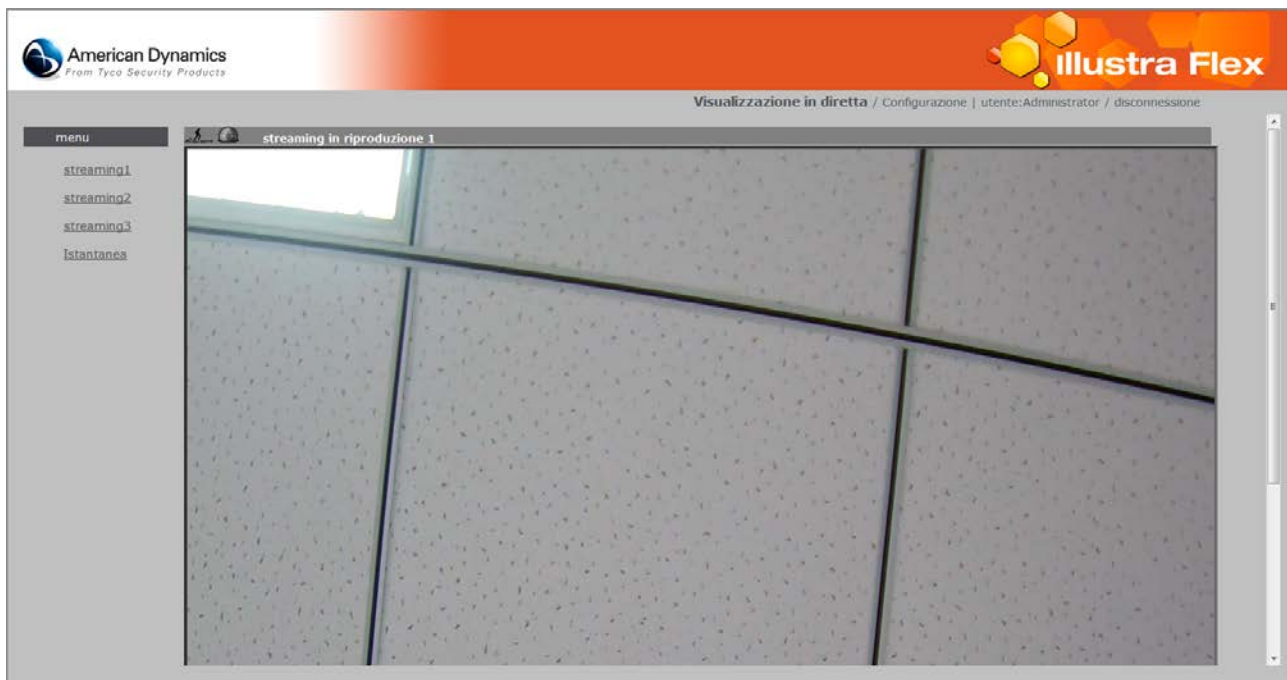 American Dynamics
From Tyco Security Products
illustra Flex
Visualizzazione in diretta / Configurazione | utente:Administrator / disconnessione
menu
streaming in riproduzione 1
streaming1
streaming2
streaming3
Istantanea